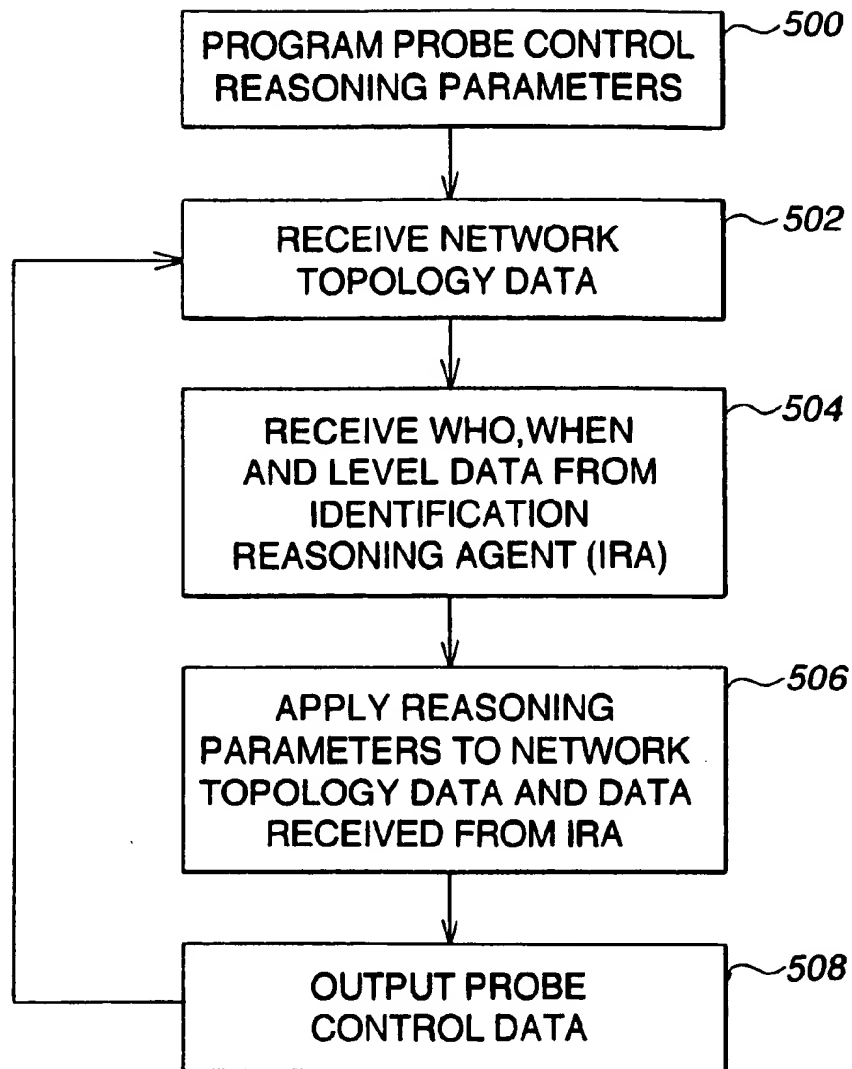 PROGRAM PROBE CONTROL
REASONING PARAMETERS
500
RECEIVE NETWORK
TOPOLOGY DATA
502
RECEIVE WHO,WHEN
AND LEVEL DATA FROM
IDENTIFICATION
REASONING AGENT (IRA)
504
APPLY REASONING
PARAMETERS TO NETWORK
TOPOLOGY DATA AND DATA
RECEIVED FROM IRA
506
OUTPUT PROBE
CONTROL DATA
508